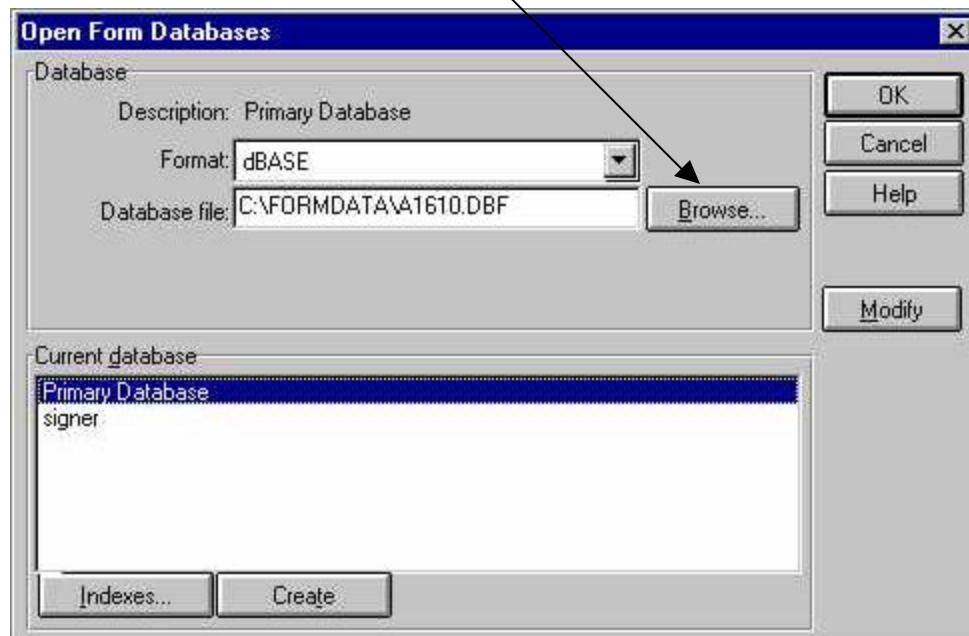 Open Form Databases
Database
Description: Primary Database
OK
Format: dBASE
Cancel
Database file: C:\FORMDATA\A1610.DBF
Browse...
Help
Modify
Current database
Primary Database
signer
Indexes...
Create